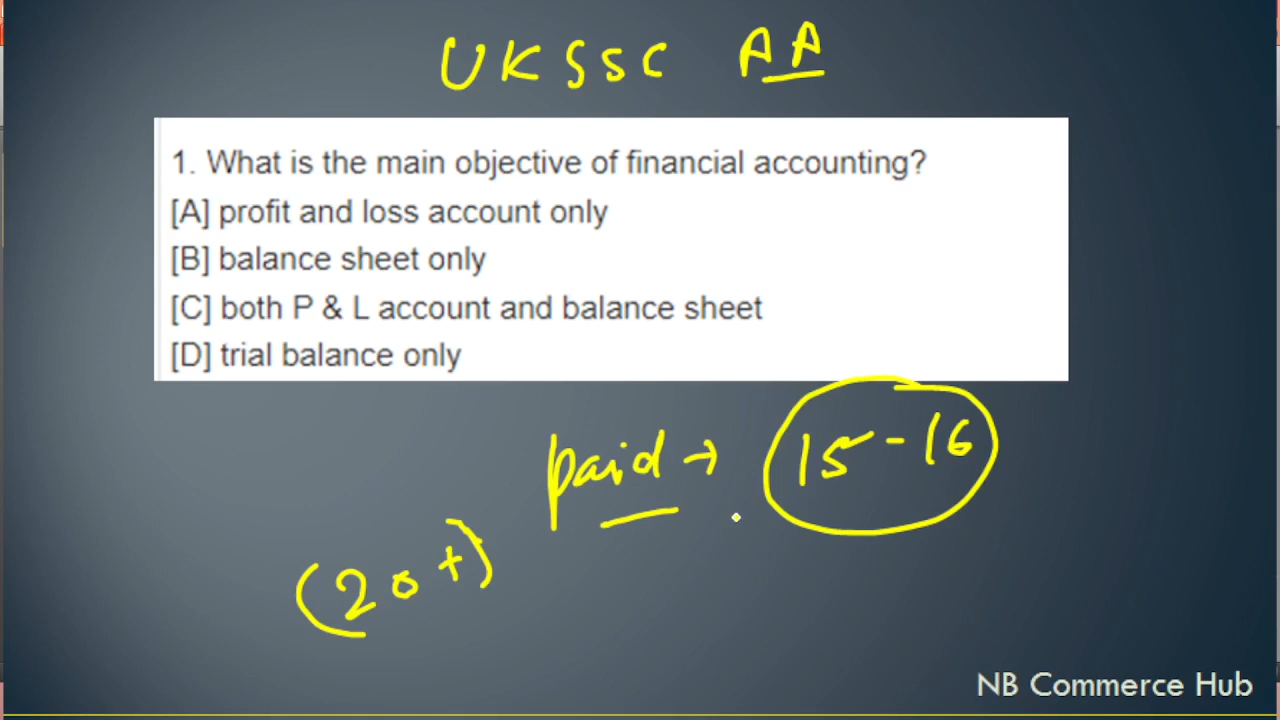 UKSSC AA
1. What is the main objective of financial accounting?
[A] profit and loss account only
[B] balance sheet only
[C] both P & L account and balance sheet
[D] trial balance only
paid → 15-16
(20+)
NB Commerce Hub